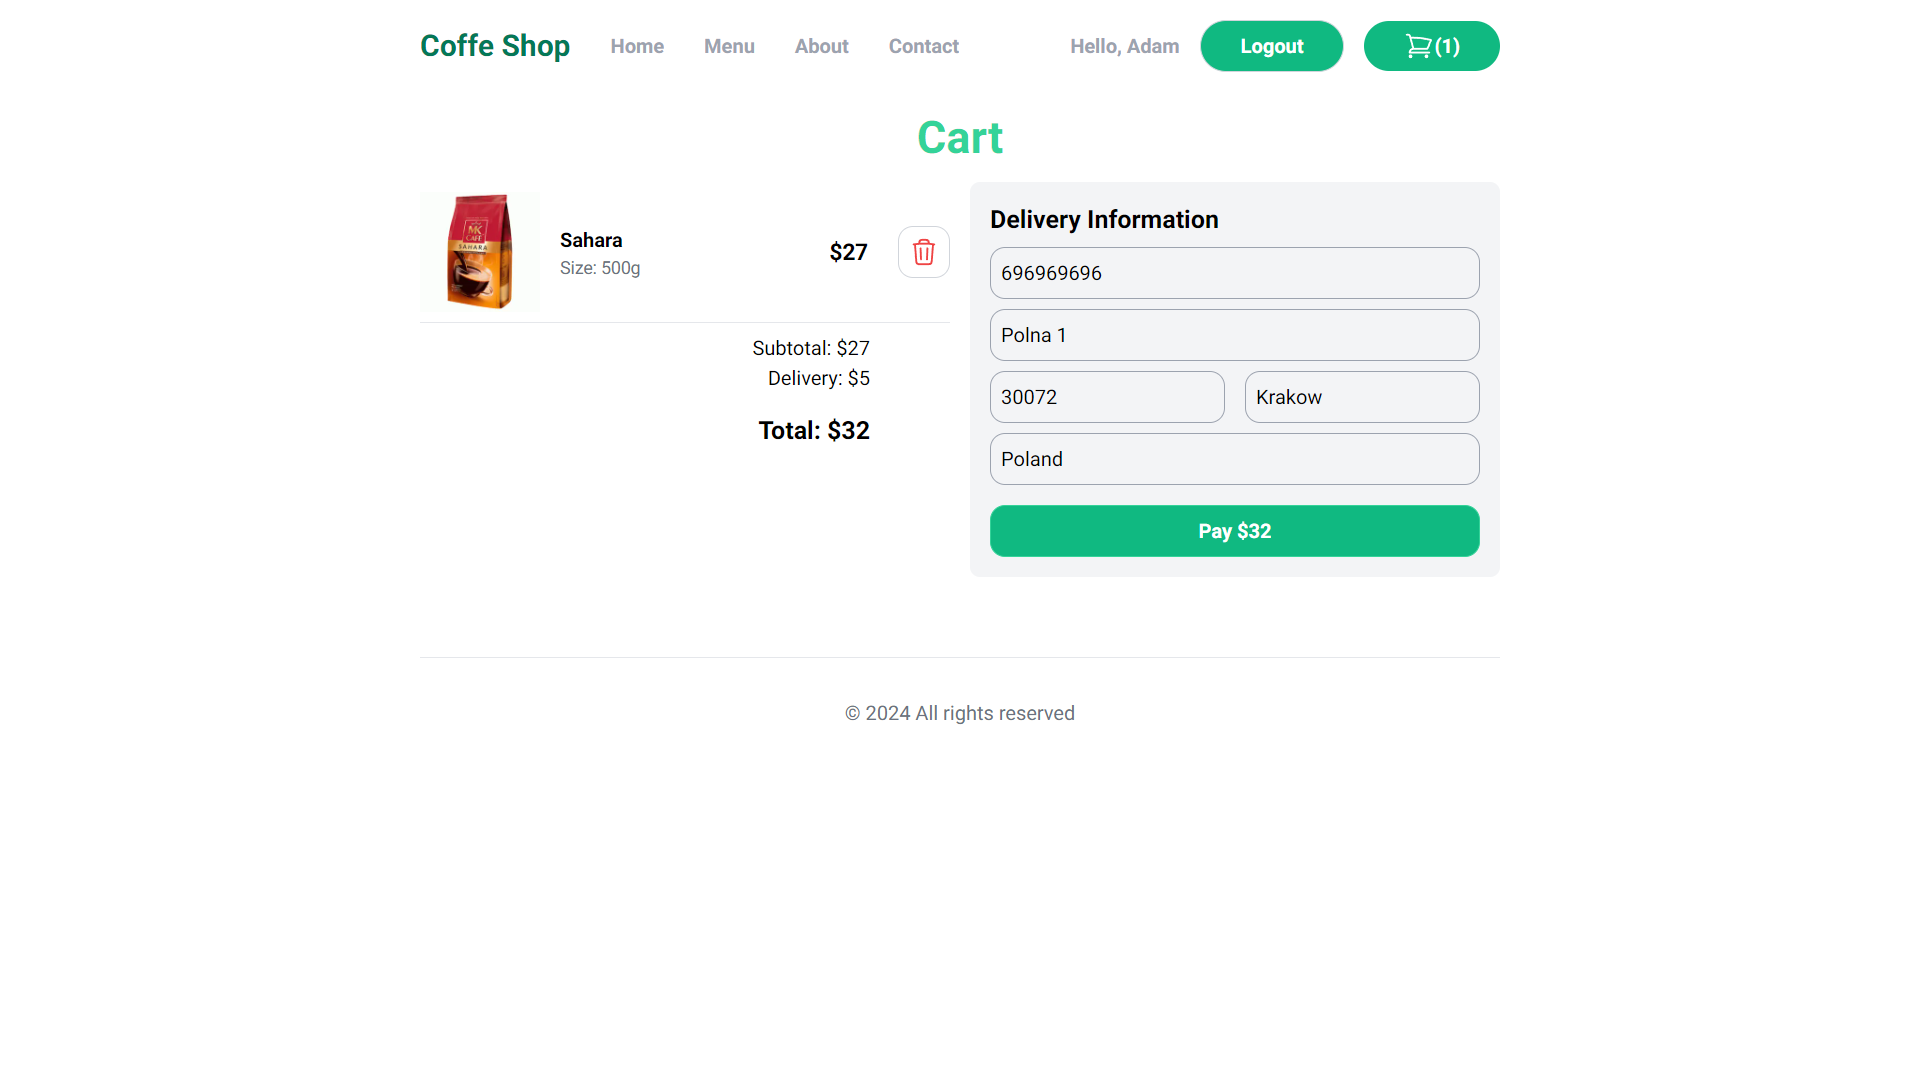 Coffe Shop Home Menu About Contact Hello, Adam Logout (1)
Cart
MK
CAFÉ
SAHARA
Sahara
Size: 500g
$27
Subtotal: $27
Delivery: $5
Total: $32
Delivery Information
696969696
Polna 1
30072 Krakow
Poland
Pay $32
© 2024 All rights reserved